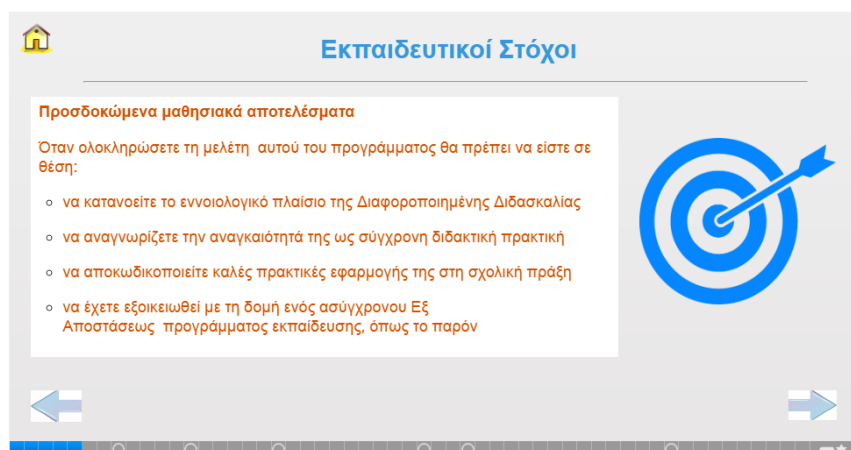 Εκπαιδευτικοί Στόχοι
Προσδοκώμενα μαθησιακά αποτελέσματα
Όταν ολοκληρώσετε τη μελέτη αυτού του προγράμματος θα πρέπει να είστε σε
θέση:
να κατανοείτε το εννοιολογικό πλαίσιο της Διαφοροποιημένης Διδασκαλίας
να αναγνωρίζετε την αναγκαιότητά της ως σύγχρονη διδακτική πρακτική
να αποκωδικοποιείτε καλές πρακτικές εφαρμογής της στη σχολική πράξη
να έχετε εξοικειωθεί με τη δομή ενός ασύγχρονου Εξ
Αποστάσεως προγράμματος εκπαίδευσης, όπως το παρόν